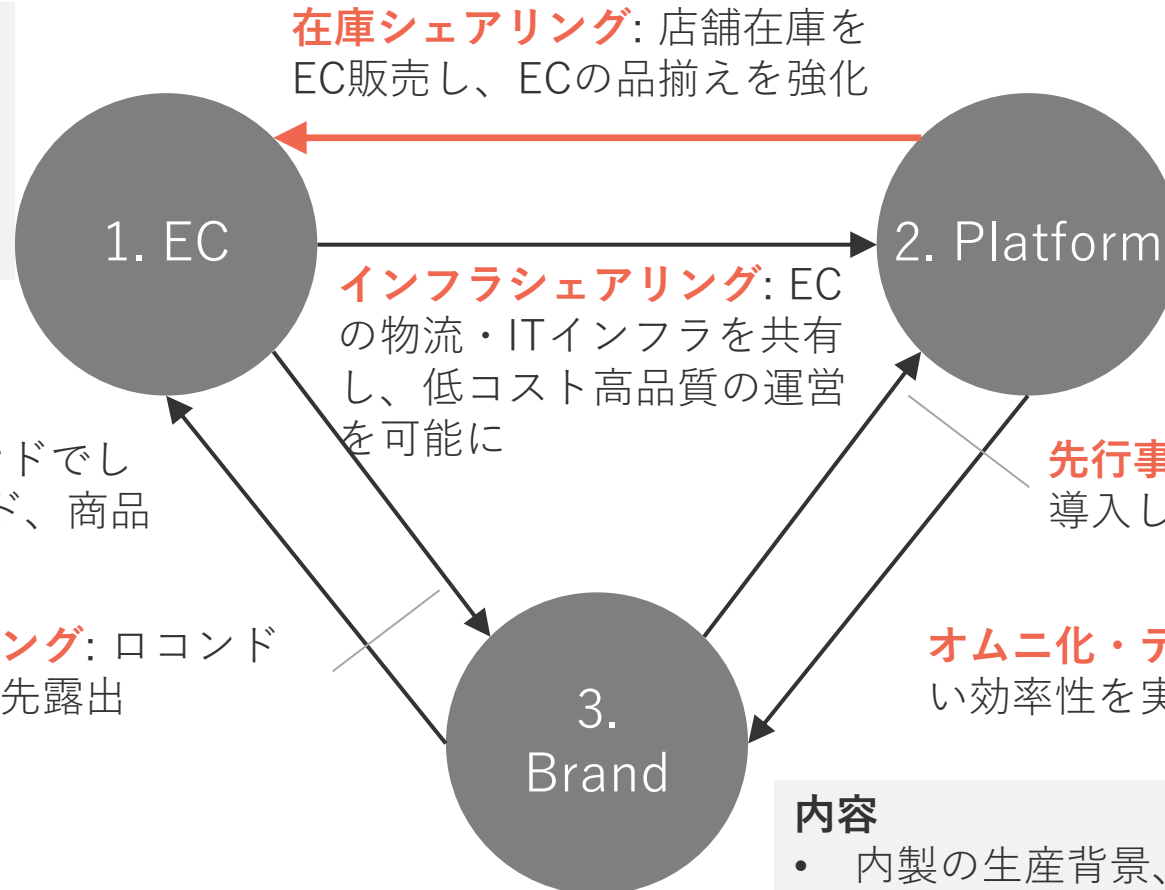 在庫シェアリング: 店舗在庫を
EC販売し、ECの品揃えを強化
1. EC
2. Platform
インフラシェアリング: EC
の物流・ITインフラを共有
し、低コスト高品質の運営
を可能に
ンドでし
ド、商品
先行事
導入し
ング: ロコンド
先露出
オムニ化・デ
い効率性を実
3.
Brand
内容
• 内製の生産背景、